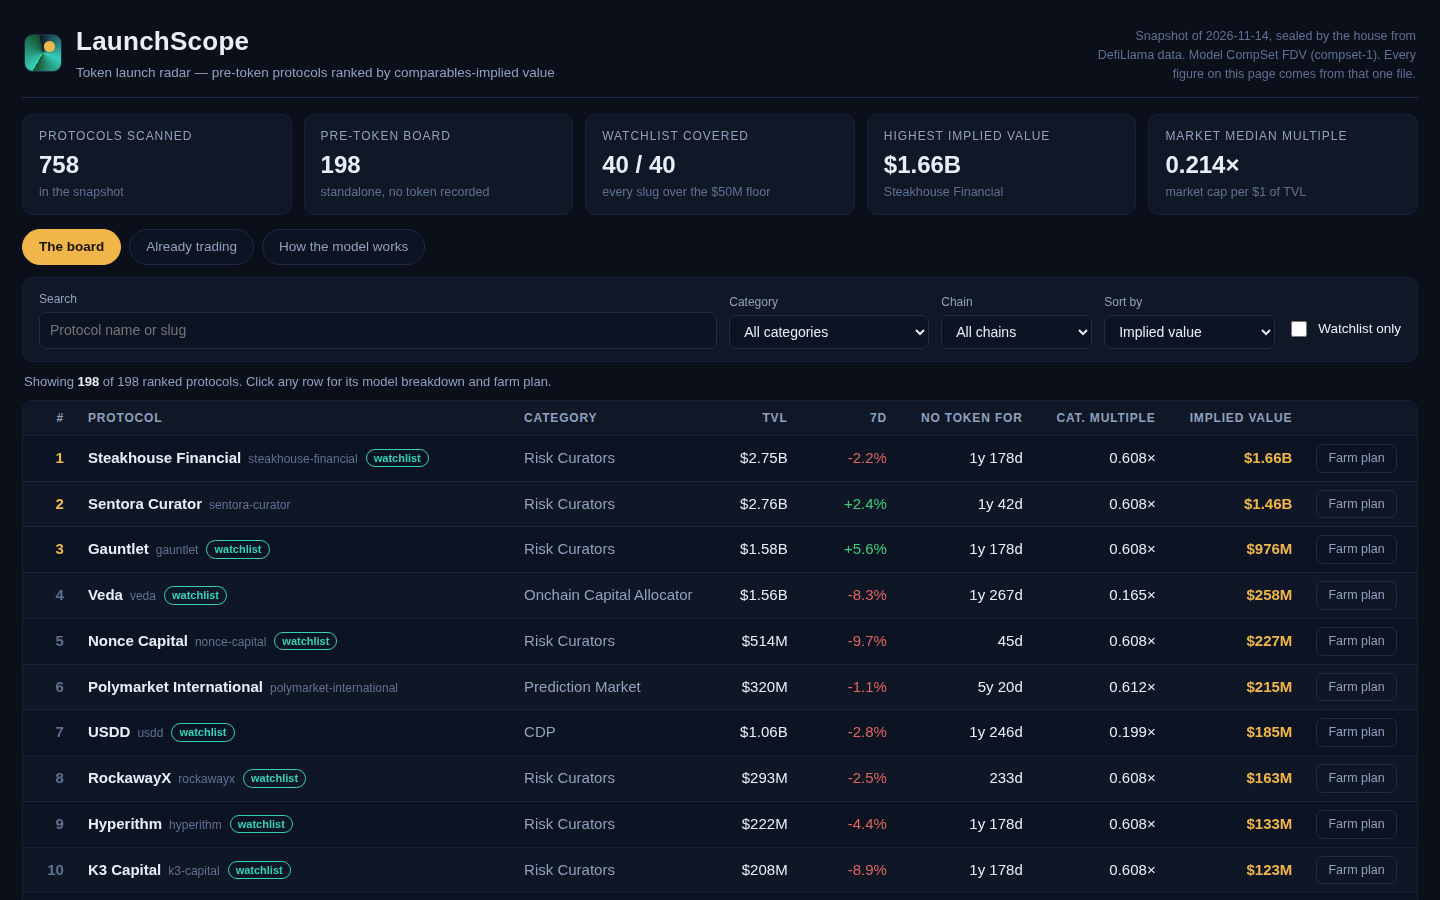 LaunchScope
Token launch radar — pre-token protocols ranked by comparables-implied value
Snapshot of 2026-11-14, sealed by the house from
DefiLlama data. Model CompSet FDV (compset-1). Every
figure on this page comes from that one file.
PROTOCOLS SCANNED
758
in the snapshot
PRE-TOKEN BOARD
198
standalone, no token recorded
WATCHLIST COVERED
40 / 40
every slug over the $50M floor
HIGHEST IMPLIED VALUE
$1.66B
Steakhouse Financial
MARKET MEDIAN MULTIPLE
0.214×
market cap per $1 of TVL
The board
Already trading
How the model works
Search
Protocol name or slug
Category
All categories
Chain
All chains
Sort by
Implied value
Watchlist only
Showing 198 of 198 ranked protocols. Click any row for its model breakdown and farm plan.
# PROTOCOL CATEGORY TVL 7D NO TOKEN FOR CAT. MULTIPLE IMPLIED VALUE
1 Steakhouse Financial steakhouse-financial watchlist Risk Curators $2.75B -2.2% 1y 178d 0.608× $1.66B Farm plan
2 Sentora Curator sentora-curator Risk Curators $2.76B +2.4% 1y 42d 0.608× $1.46B Farm plan
3 Gauntlet gauntlet watchlist Risk Curators $1.58B +5.6% 1y 178d 0.608× $976M Farm plan
4 Veda veda watchlist Onchain Capital Allocator $1.56B -8.3% 1y 267d 0.165× $258M Farm plan
5 Nonce Capital nonce-capital watchlist Risk Curators $514M -9.7% 45d 0.608× $227M Farm plan
6 Polymarket International polymarket-international Prediction Market $320M -1.1% 5y 20d 0.612× $215M Farm plan
7 USDD usdd watchlist CDP $1.06B -2.8% 1y 246d 0.199× $185M Farm plan
8 RockawayX rockawayx watchlist Risk Curators $293M -2.5% 233d 0.608× $163M Farm plan
9 Hyperithm hyperithm watchlist Risk Curators $222M -4.4% 1y 178d 0.608× $133M Farm plan
10 K3 Capital k3-capital watchlist Risk Curators $208M -8.9% 1y 178d 0.608× $123M Farm plan